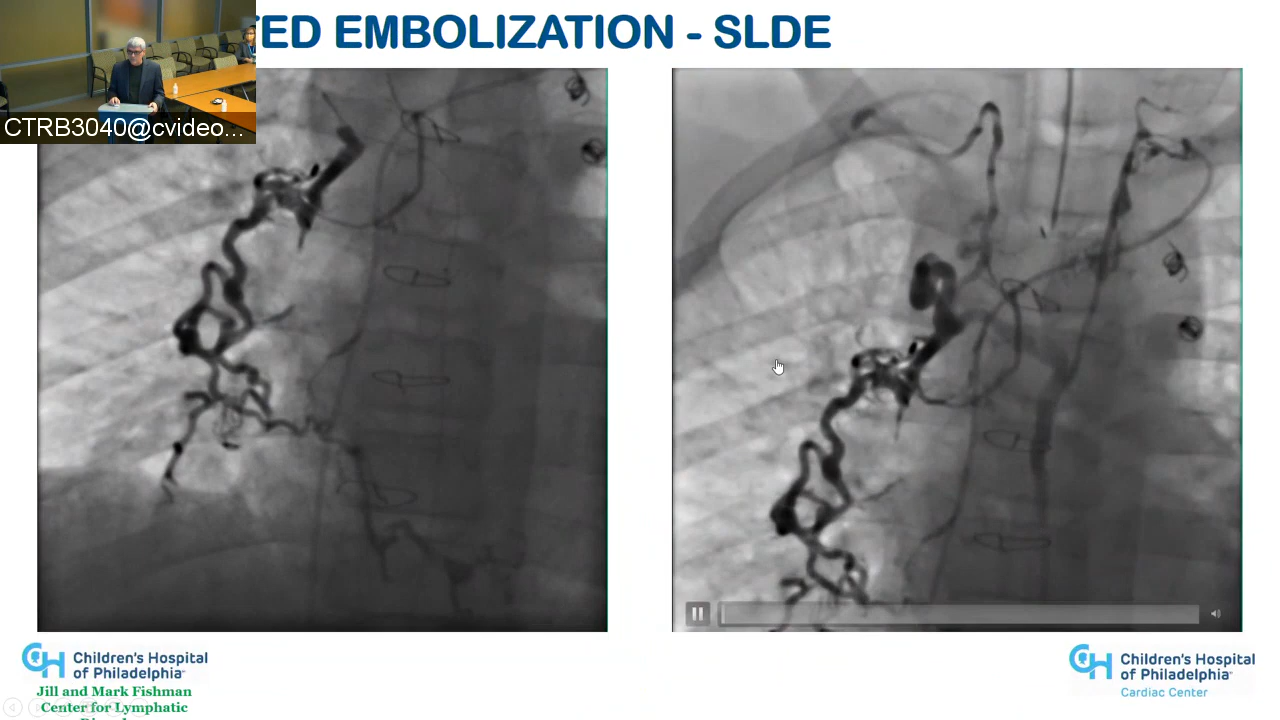 TED EMBOLIZATION - SLDE
CTRB3040@cvideo...
Children's Hospital
of Philadelphia
Jill and Mark Fishman
Center for Lymphatic
Children's Hospital
of Philadelphia
Cardiac Center